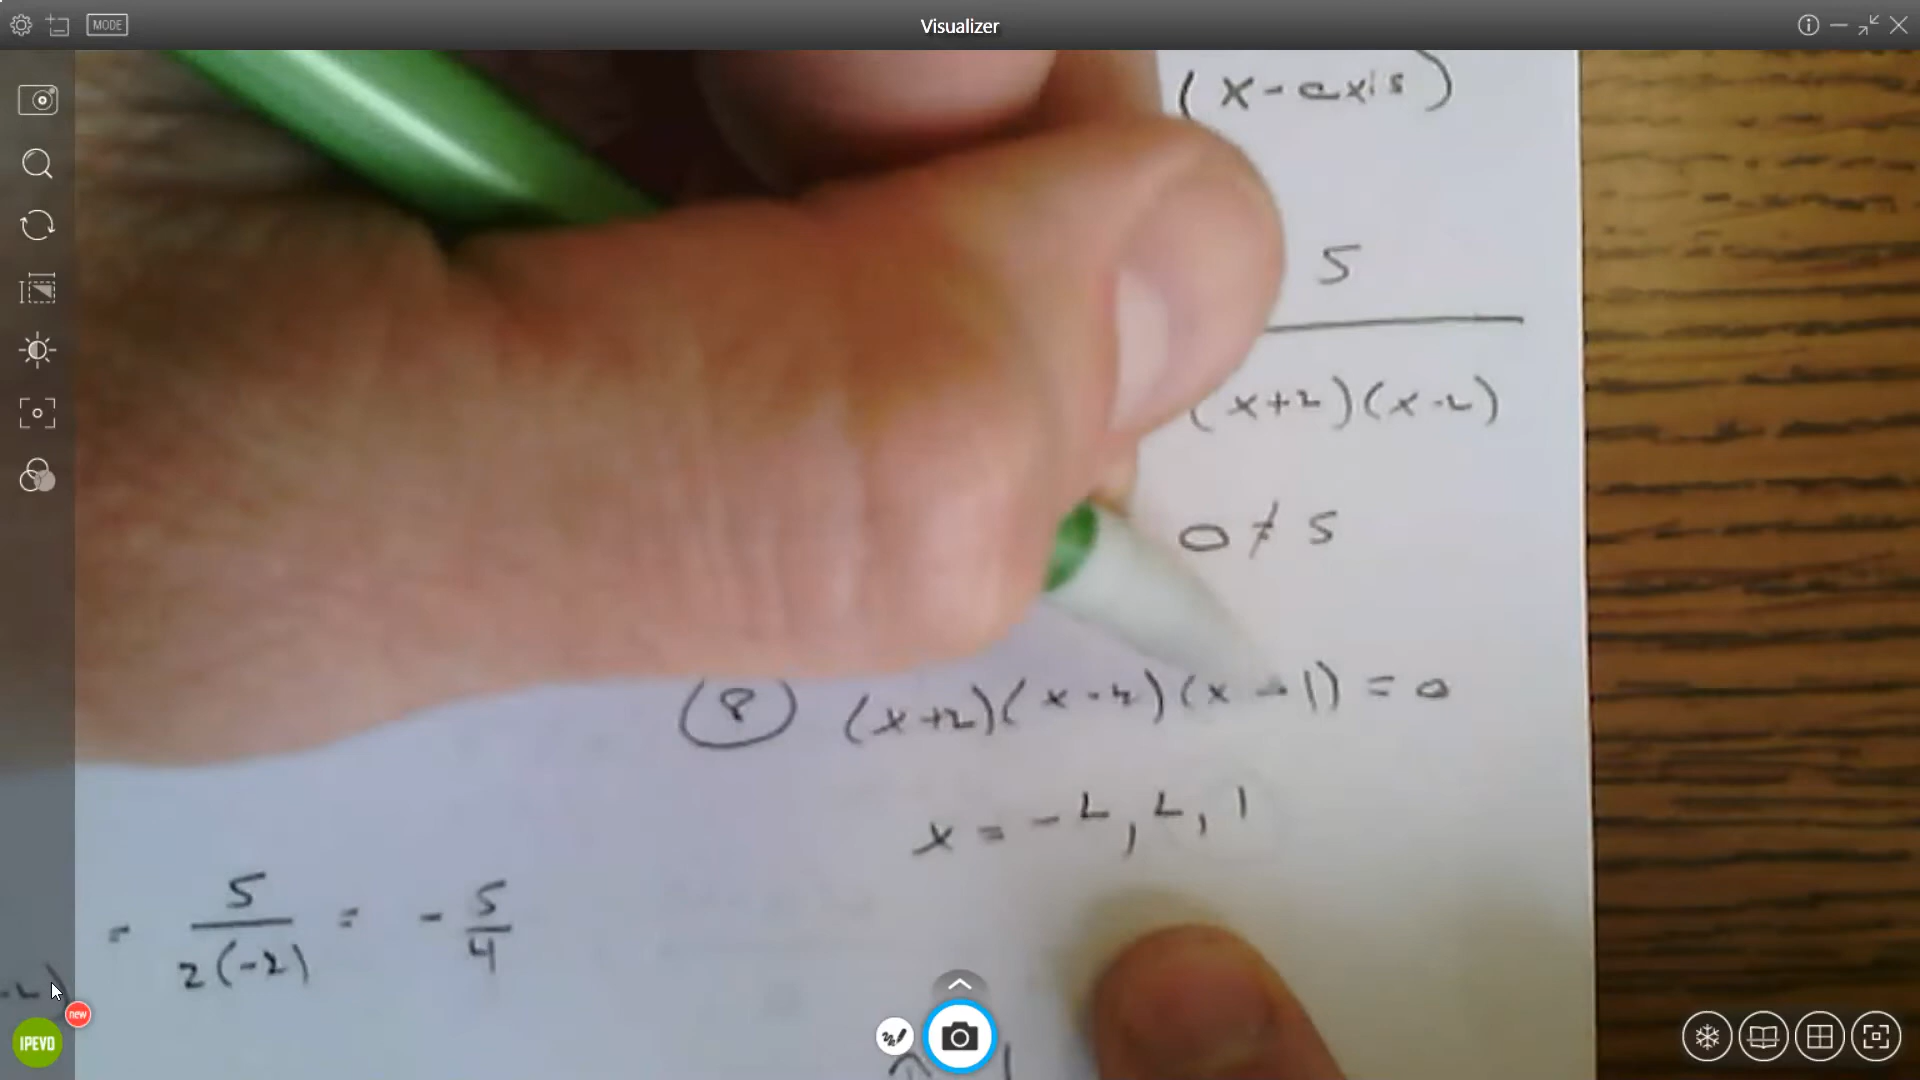 MODE
Visualizer
(x-axis)
5
(x+2)(x-2)
0 ≠ 5
(8) (x+2)(x-2)(x-1) = 0
x = -2, 2, 1
= 5/2(-2) = - 5/4
new
IPEVO